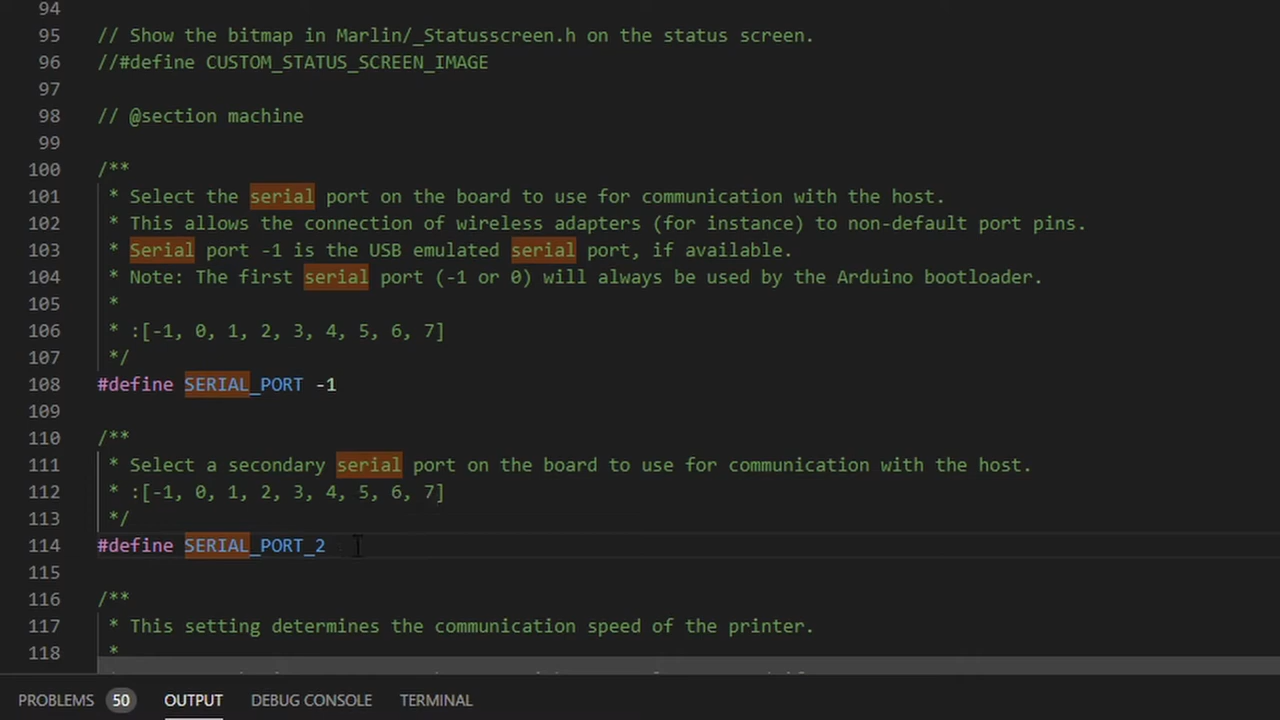 94
95 // Show the bitmap in Marlin/_Statusscreen.h on the status screen.
96 //#define CUSTOM_STATUS_SCREEN_IMAGE
97
98 // @section machine
99
100 /**
101 * Select the serial port on the board to use for communication with the host.
102 * This allows the connection of wireless adapters (for instance) to non-default port pins.
103 * Serial port -1 is the USB emulated serial port, if available.
104 * Note: The first serial port (-1 or 0) will always be used by the Arduino bootloader.
105 *
106 * :[-1, 0, 1, 2, 3, 4, 5, 6, 7]
107 */
108 #define SERIAL_PORT -1
109
110 /**
111 * Select a secondary serial port on the board to use for communication with the host.
112 * :[-1, 0, 1, 2, 3, 4, 5, 6, 7]
113 */
114 #define SERIAL_PORT_2
115
116 /**
117 * This setting determines the communication speed of the printer.
118 *
PROBLEMS 50 OUTPUT DEBUG CONSOLE TERMINAL